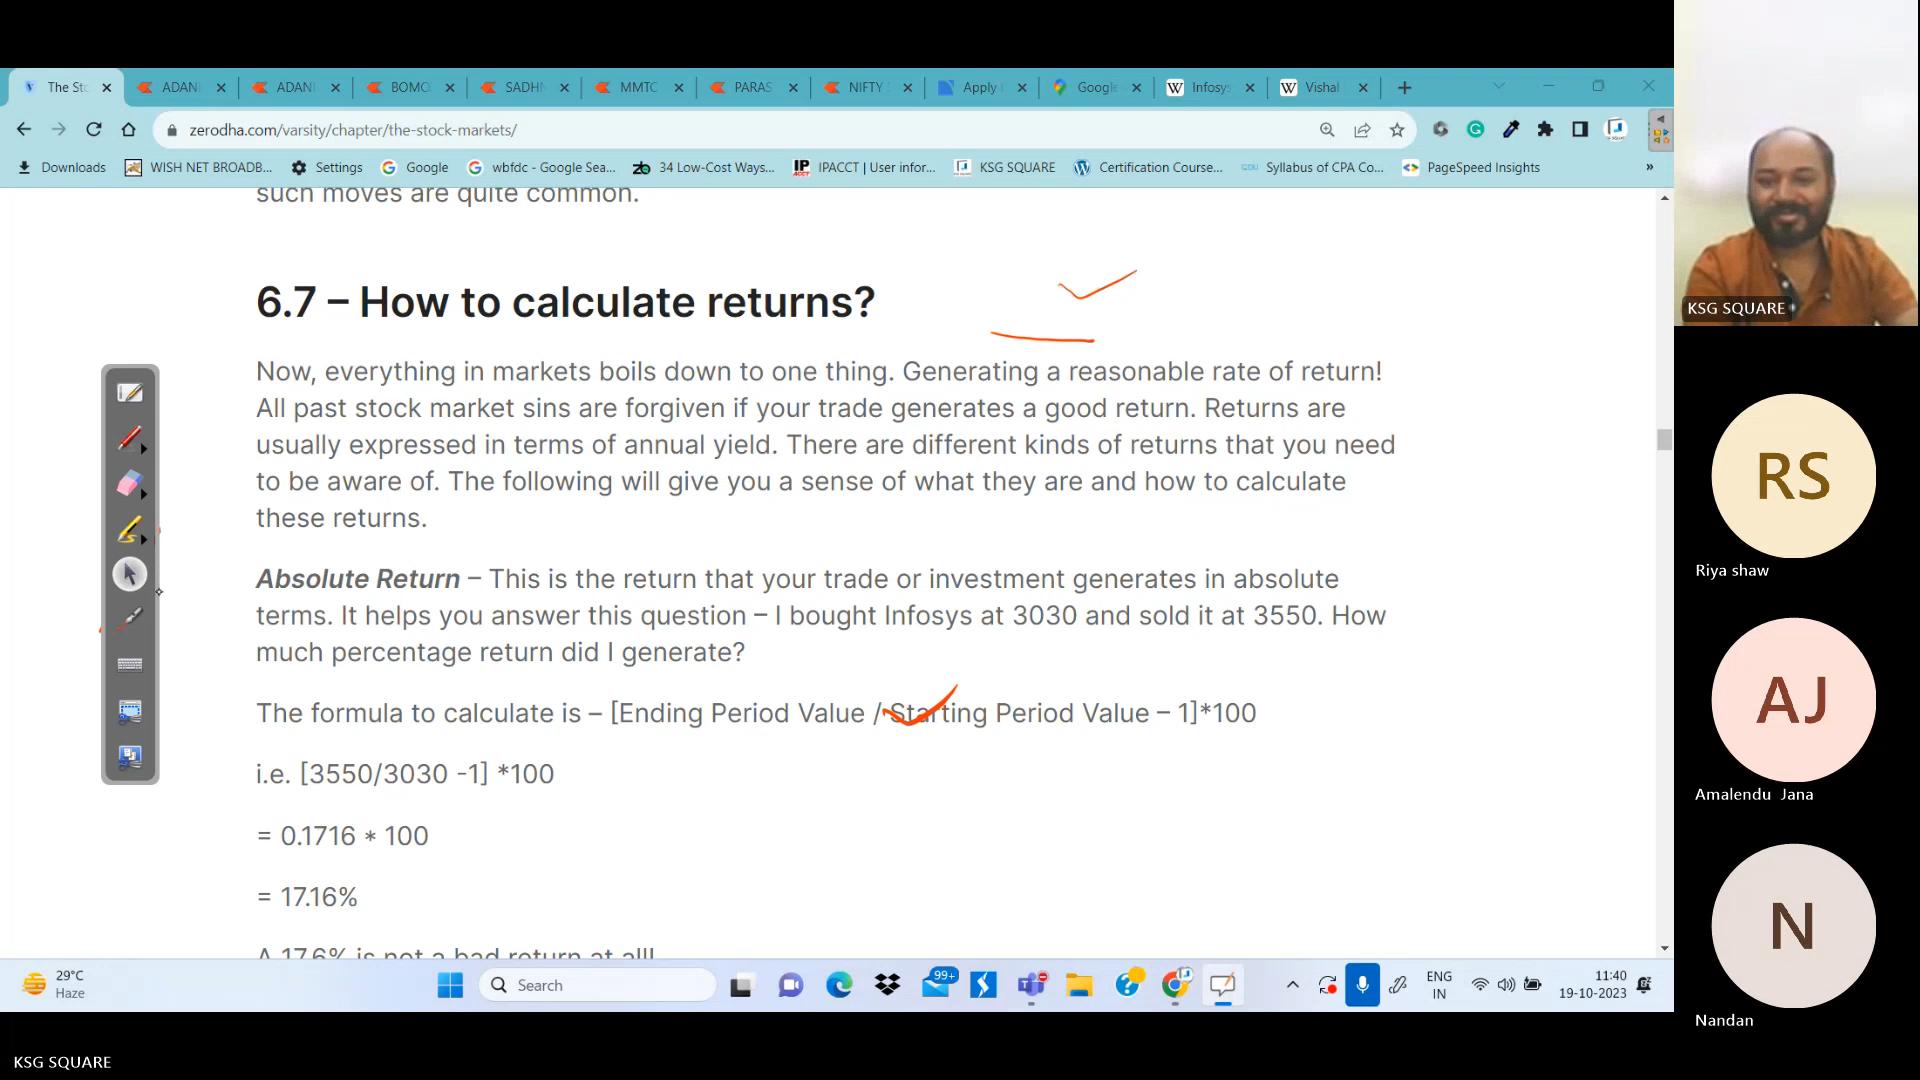 The Sto
ADANI
ADANI
BOMO
SADHN
MMTC
PARAS
NIFTY
Apply
Google
Infosys
Vishal
zerodha.com/varsity/chapter/the-stock-markets/
Downloads
WISH NET BROADB...
Settings
Google
wbfdc - Google Sea...
34 Low-Cost Ways...
IPACCT | User infor...
KSG SQUARE
Certification Course...
Syllabus of CPA Co...
PageSpeed Insights
»
such moves are quite common.
6.7 – How to calculate returns?
Now, everything in markets boils down to one thing. Generating a reasonable rate of return!
All past stock market sins are forgiven if your trade generates a good return. Returns are
usually expressed in terms of annual yield. There are different kinds of returns that you need
to be aware of. The following will give you a sense of what they are and how to calculate
these returns.
Absolute Return – This is the return that your trade or investment generates in absolute
terms. It helps you answer this question – I bought Infosys at 3030 and sold it at 3550. How
much percentage return did I generate?
The formula to calculate is – [Ending Period Value / Starting Period Value – 1]*100
i.e. [3550/3030 -1] *100
= 0.1716 * 100
= 17.16%
A 17.6% is not a bad return at all!
KSG SQUARE
RS
Riya shaw
AJ
Amalendu Jana
N
Nandan
29°C
Haze
Search
99+
ENG
IN
11:40
19-10-2023
KSG SQUARE